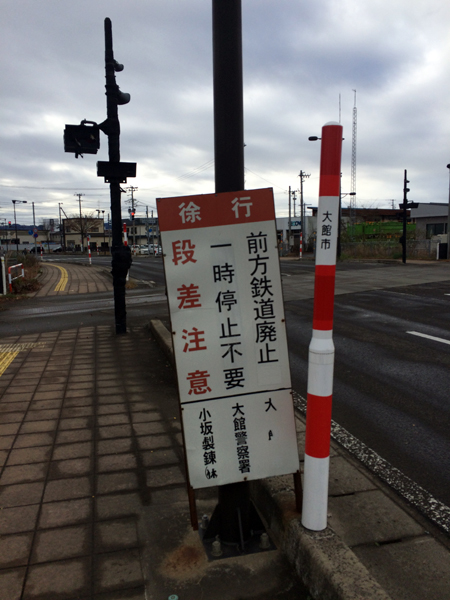 徐行
前方鉄道廃止
一時停止不要
段差注意
大館警察署
小坂製錬㈱
大館市